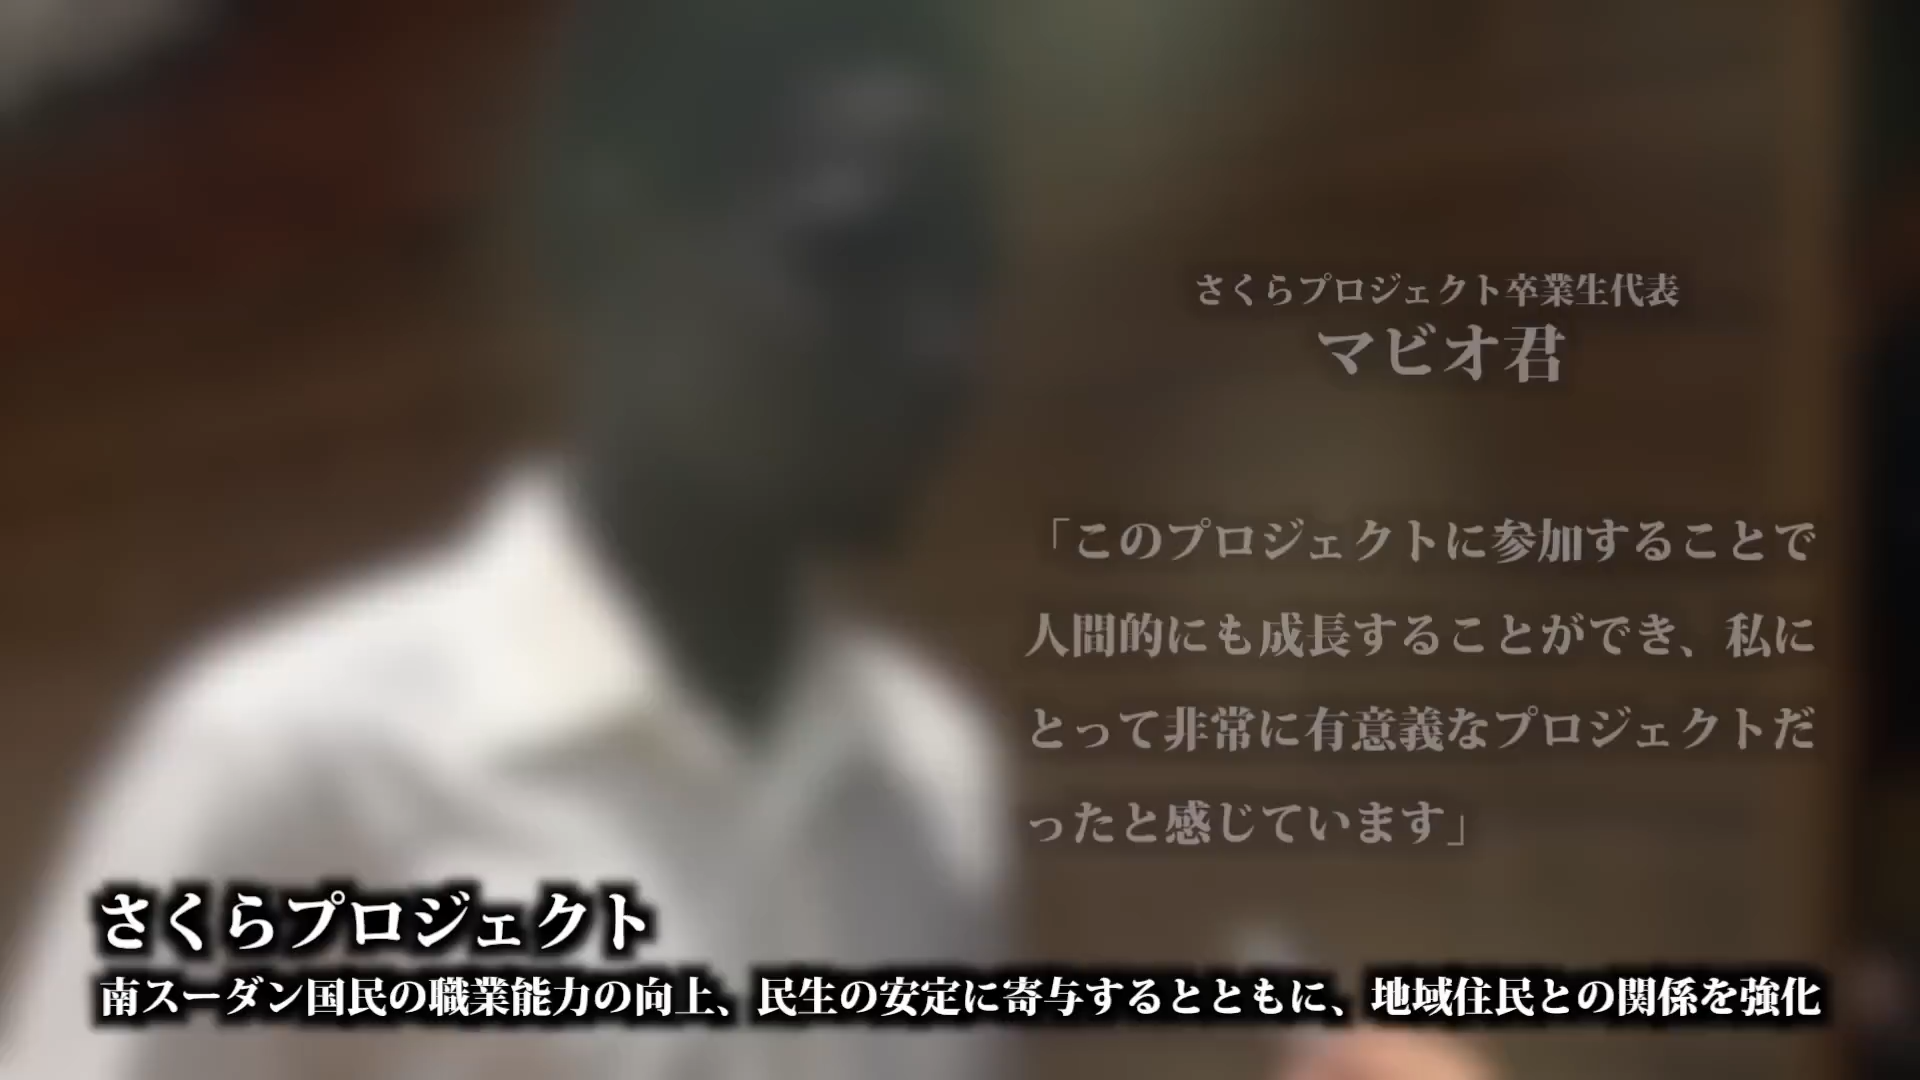 さくらプロジェクト卒業生代表
マビオ君
「このプロジェクトに参加することで
人間的にも成長することができ、私に
とって非常に有意義なプロジェクトだ
ったと感じています」
さくらプロジェクト
南スーダン国民の職業能力の向上、民生の安定に寄与するとともに、地域住民との関係を強化